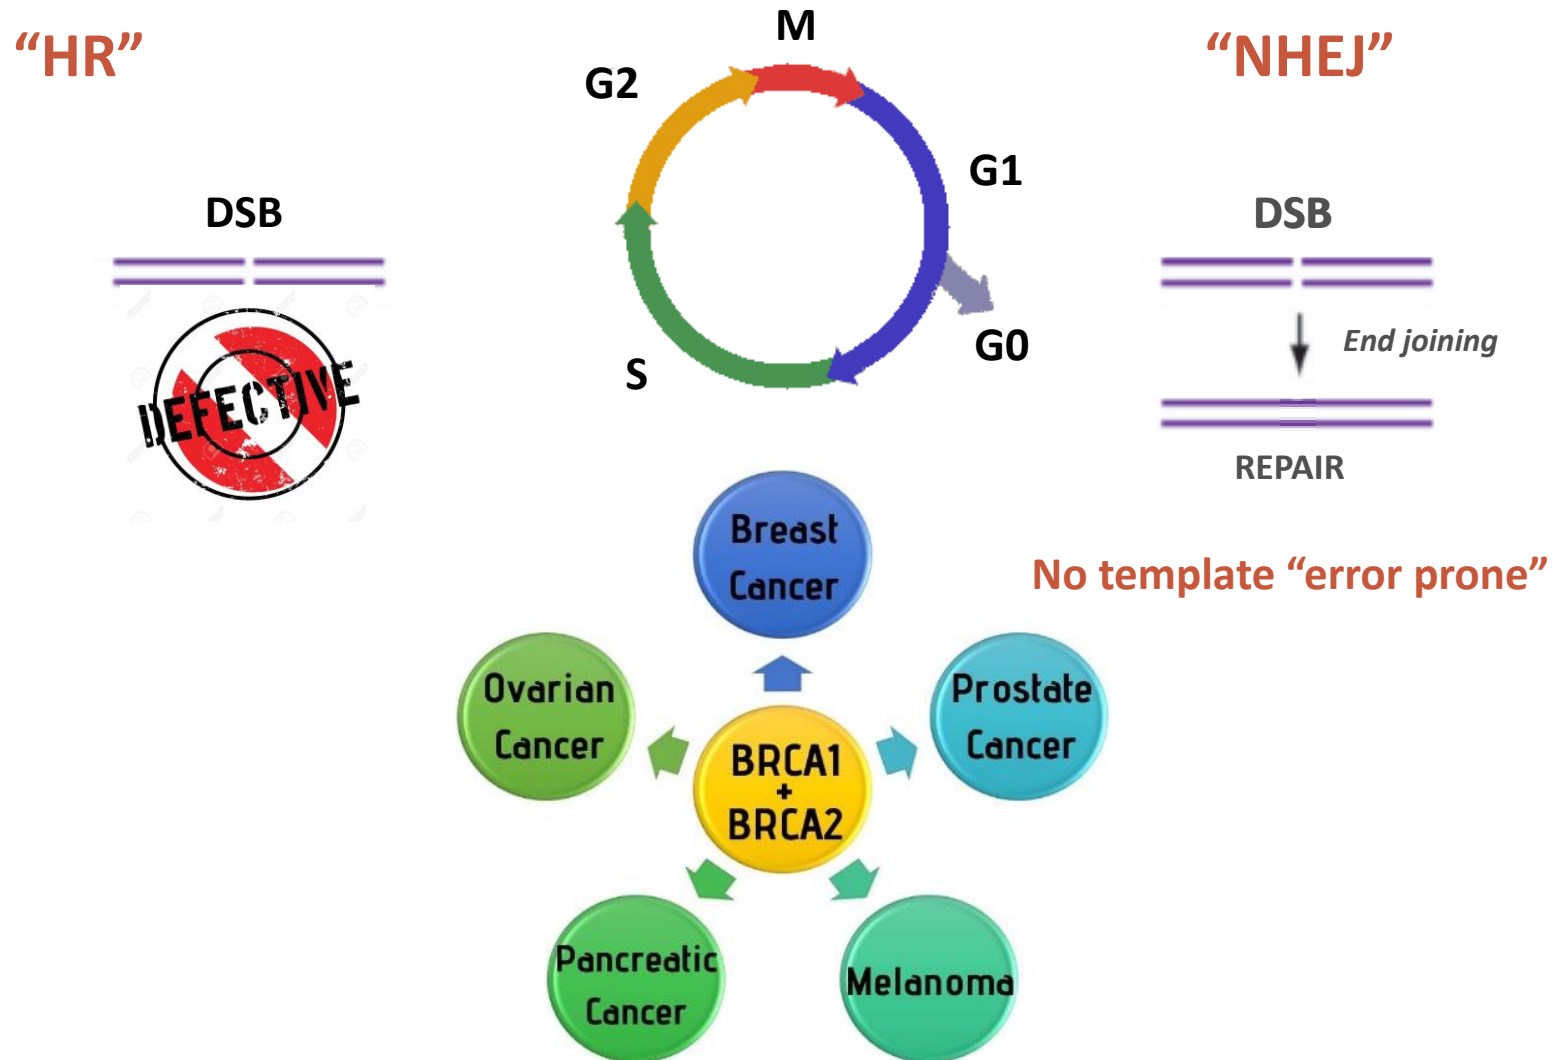 “HR”
M
“NHEJ”
G2
G1
DSB
DSB
G0
End joining
S
DEFECTIVE
REPAIR
Breast
Cancer
No template “error prone”
Ovarian
Cancer
Prostate
Cancer
BRCA1
+
BRCA2
Pancreatic
Cancer
Melanoma